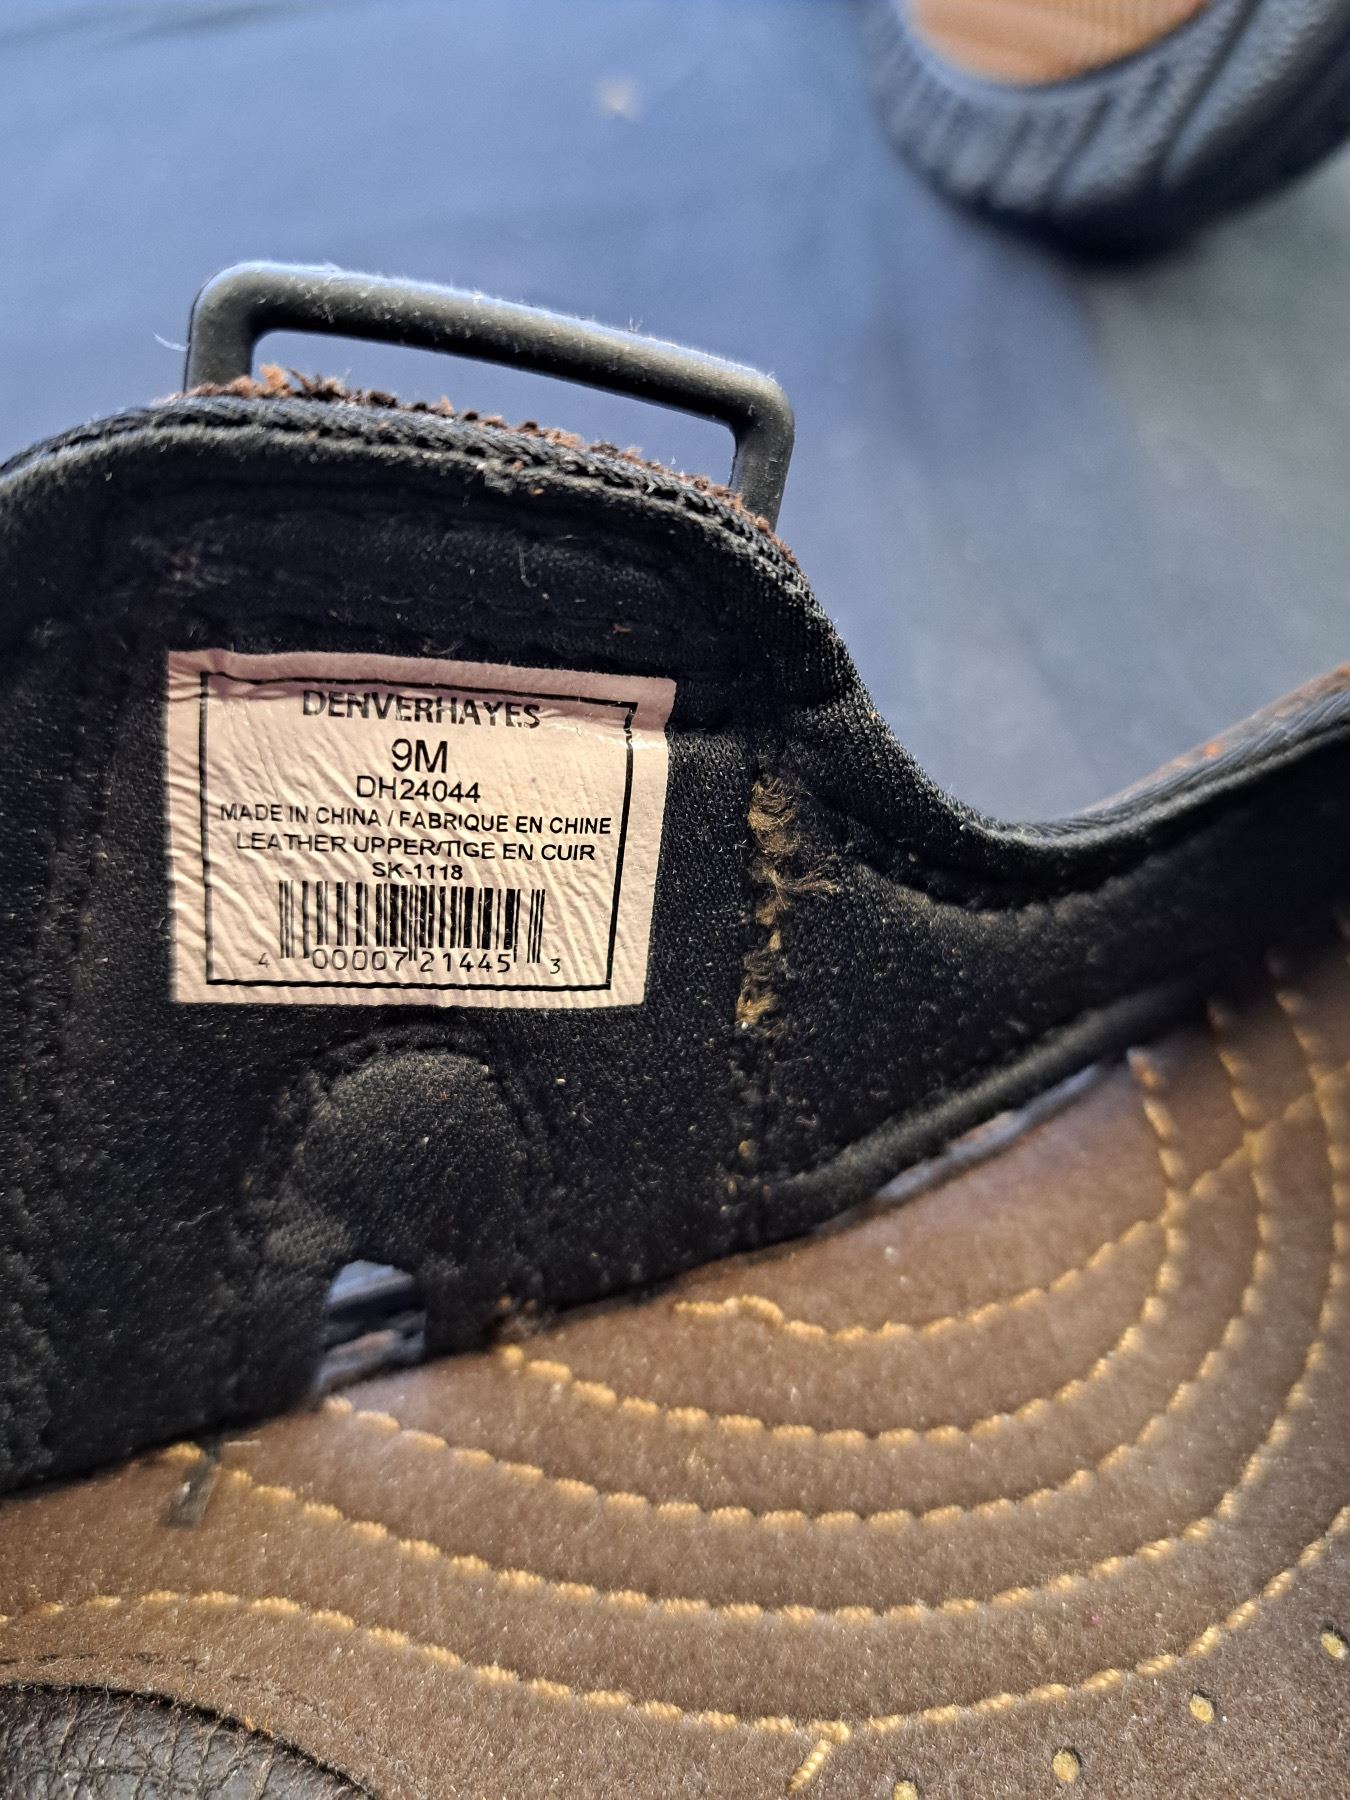 DENVERHAYES
9M
DH24044
MADE IN CHINA / FABRIQUE EN CHINE
LEATHER UPPER/TIGE EN CUIR
SK-1118
4 00007 21445 3